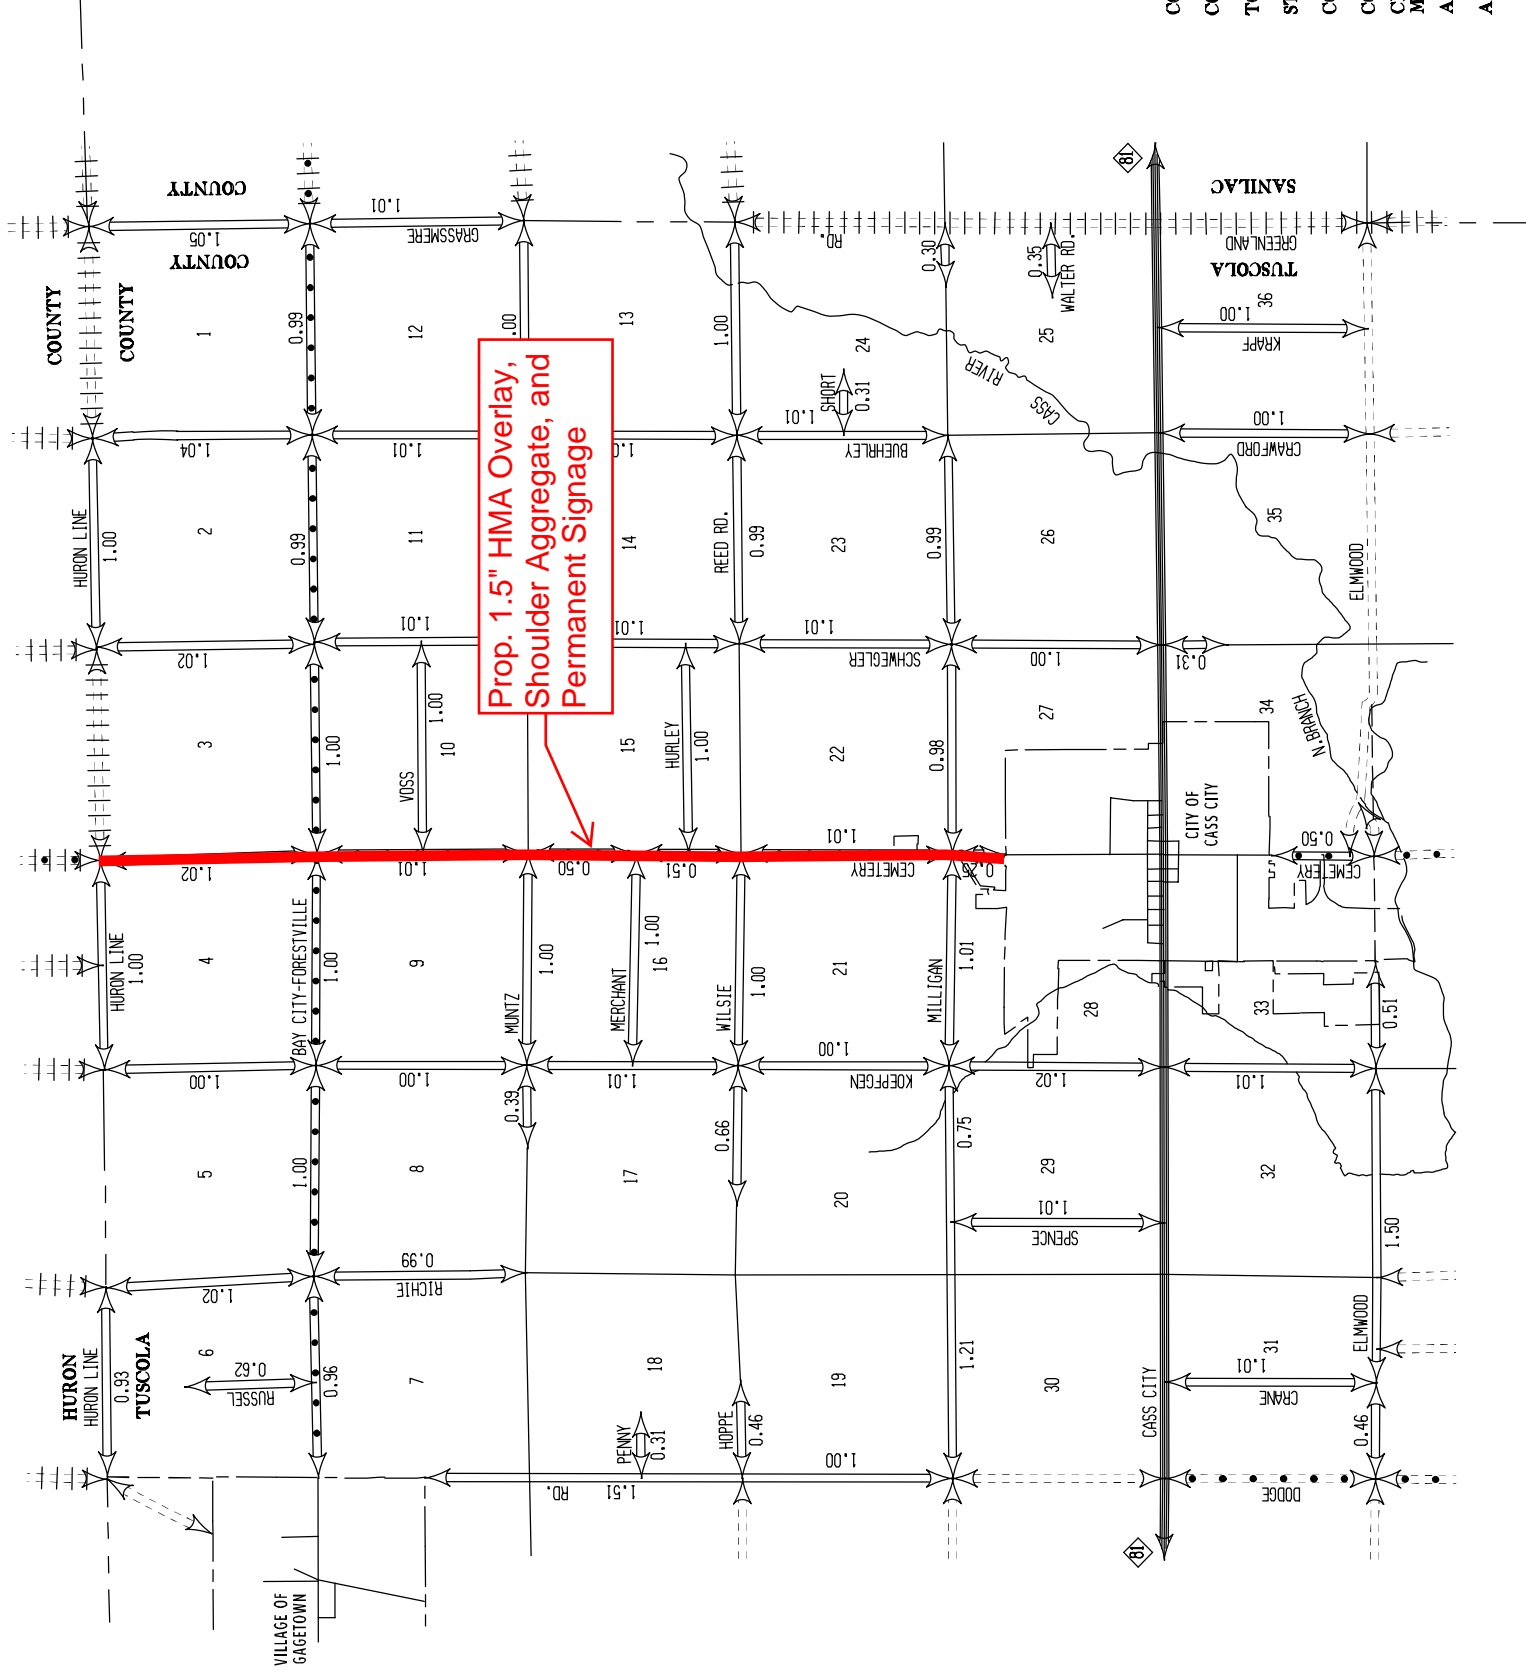 COUNTY
COUNTY
COUNTY
COUNTY
HURON
HURON LINE
0.93
TUSCOLA
HURON LINE
1.00
HURON LINE
1.00
1.02
1.00
1.02
1.02
1.04
1.05
6
5
4
3
2
1
RUSSEL
0.62
VILLAGE OF
GAGETOWN
BAY CITY-FORESTVILLE
0.96
1.00
1.00
1.00
0.99
0.99
7
8
9
10
11
12
RICHIE
0.99
1.00
1.01
1.01
1.01
GRASSMERE
1.01
VOSS
1.00
Prop. 1.5" HMA Overlay,
Shoulder Aggregate, and
Permanent Signage
MUNTZ
0.39
1.00
.00
18
17
16
15
14
13
PENNY
0.31
RD.
1.51
1.01
MERCHANT
1.00
0.50
0.51
HURLEY
1.00
1.01
HOPPE
0.46
0.66
WILSIE
1.00
REED RD.
0.99
1.00
19
20
21
22
23
24
1.00
KOEPFGEN
1.00
CEMETERY
1.01
SCHWEGLER
1.01
BUEHRLEY
1.01
SHORT
0.31
RD.
MILLIGAN
1.21
0.75
1.01
0.98
0.99
0.30
30
29
28
27
26
25
SPENCE
1.01
1.02
0.25
1.00
WALTER RD.
0.35
CASS
RIVER
CASS CITY
81
81
CITY OF
CASS CITY
31
32
33
34
35
36
DODGE
CRANE
1.01
1.01
CEMETERY
0.50
0.31
CRAWFORD
1.00
KRAPF
1.00
GREENLAND
TUSCOLA
SANILAC
N.BRANCH
ELMWOOD
0.46
1.50
0.51
ELMWOOD